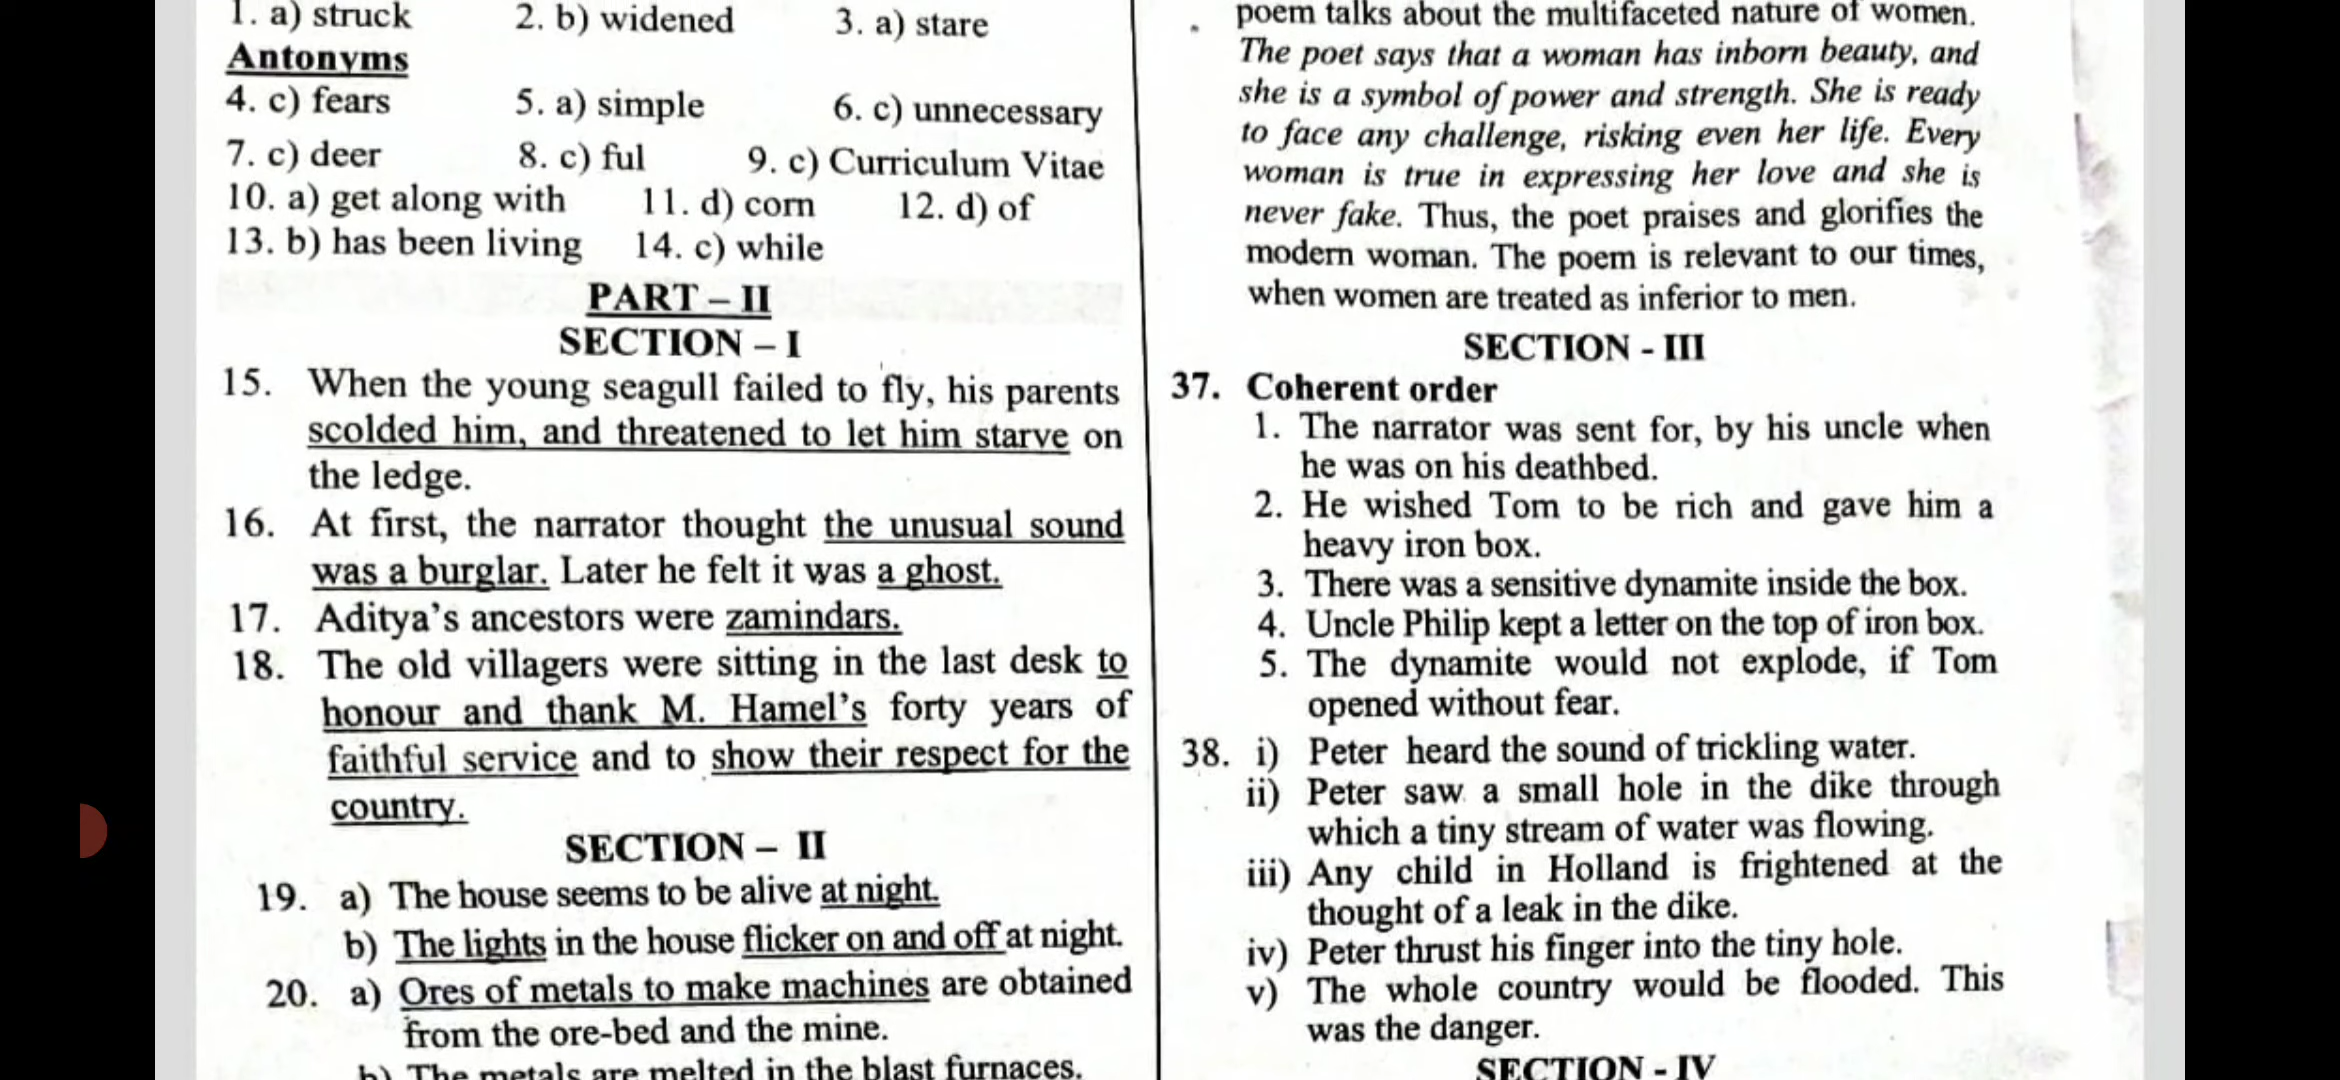 1. a) struck 2. b) widened 3. a) stare
Antonyms
4. c) fears 5. a) simple 6. c) unnecessary
7. c) deer 8. c) ful 9. c) Curriculum Vitae
10. a) get along with 11. d) corn 12. d) of
13. b) has been living 14. c) while
PART – II
SECTION – I
15. When the young seagull failed to fly, his parents
scolded him, and threatened to let him starve on
the ledge.
16. At first, the narrator thought the unusual sound
was a burglar. Later he felt it was a ghost.
17. Aditya's ancestors were zamindars.
18. The old villagers were sitting in the last desk to
honour and thank M. Hamel's forty years of
faithful service and to show their respect for the
country.
SECTION – II
19. a) The house seems to be alive at night.
b) The lights in the house flicker on and off at night.
20. a) Ores of metals to make machines are obtained
from the ore-bed and the mine.
b) The metals are melted in the blast furnaces.
poem talks about the multifaceted nature of women.
The poet says that a woman has inborn beauty, and
she is a symbol of power and strength. She is ready
to face any challenge, risking even her life. Every
woman is true in expressing her love and she is
never fake. Thus, the poet praises and glorifies the
modern woman. The poem is relevant to our times,
when women are treated as inferior to men.
SECTION - III
37. Coherent order
1. The narrator was sent for, by his uncle when
he was on his deathbed.
2. He wished Tom to be rich and gave him a
heavy iron box.
3. There was a sensitive dynamite inside the box.
4. Uncle Philip kept a letter on the top of iron box.
5. The dynamite would not explode, if Tom
opened without fear.
38. i) Peter heard the sound of trickling water.
ii) Peter saw a small hole in the dike through
which a tiny stream of water was flowing.
iii) Any child in Holland is frightened at the
thought of a leak in the dike.
iv) Peter thrust his finger into the tiny hole.
v) The whole country would be flooded. This
was the danger.
SECTION - IV